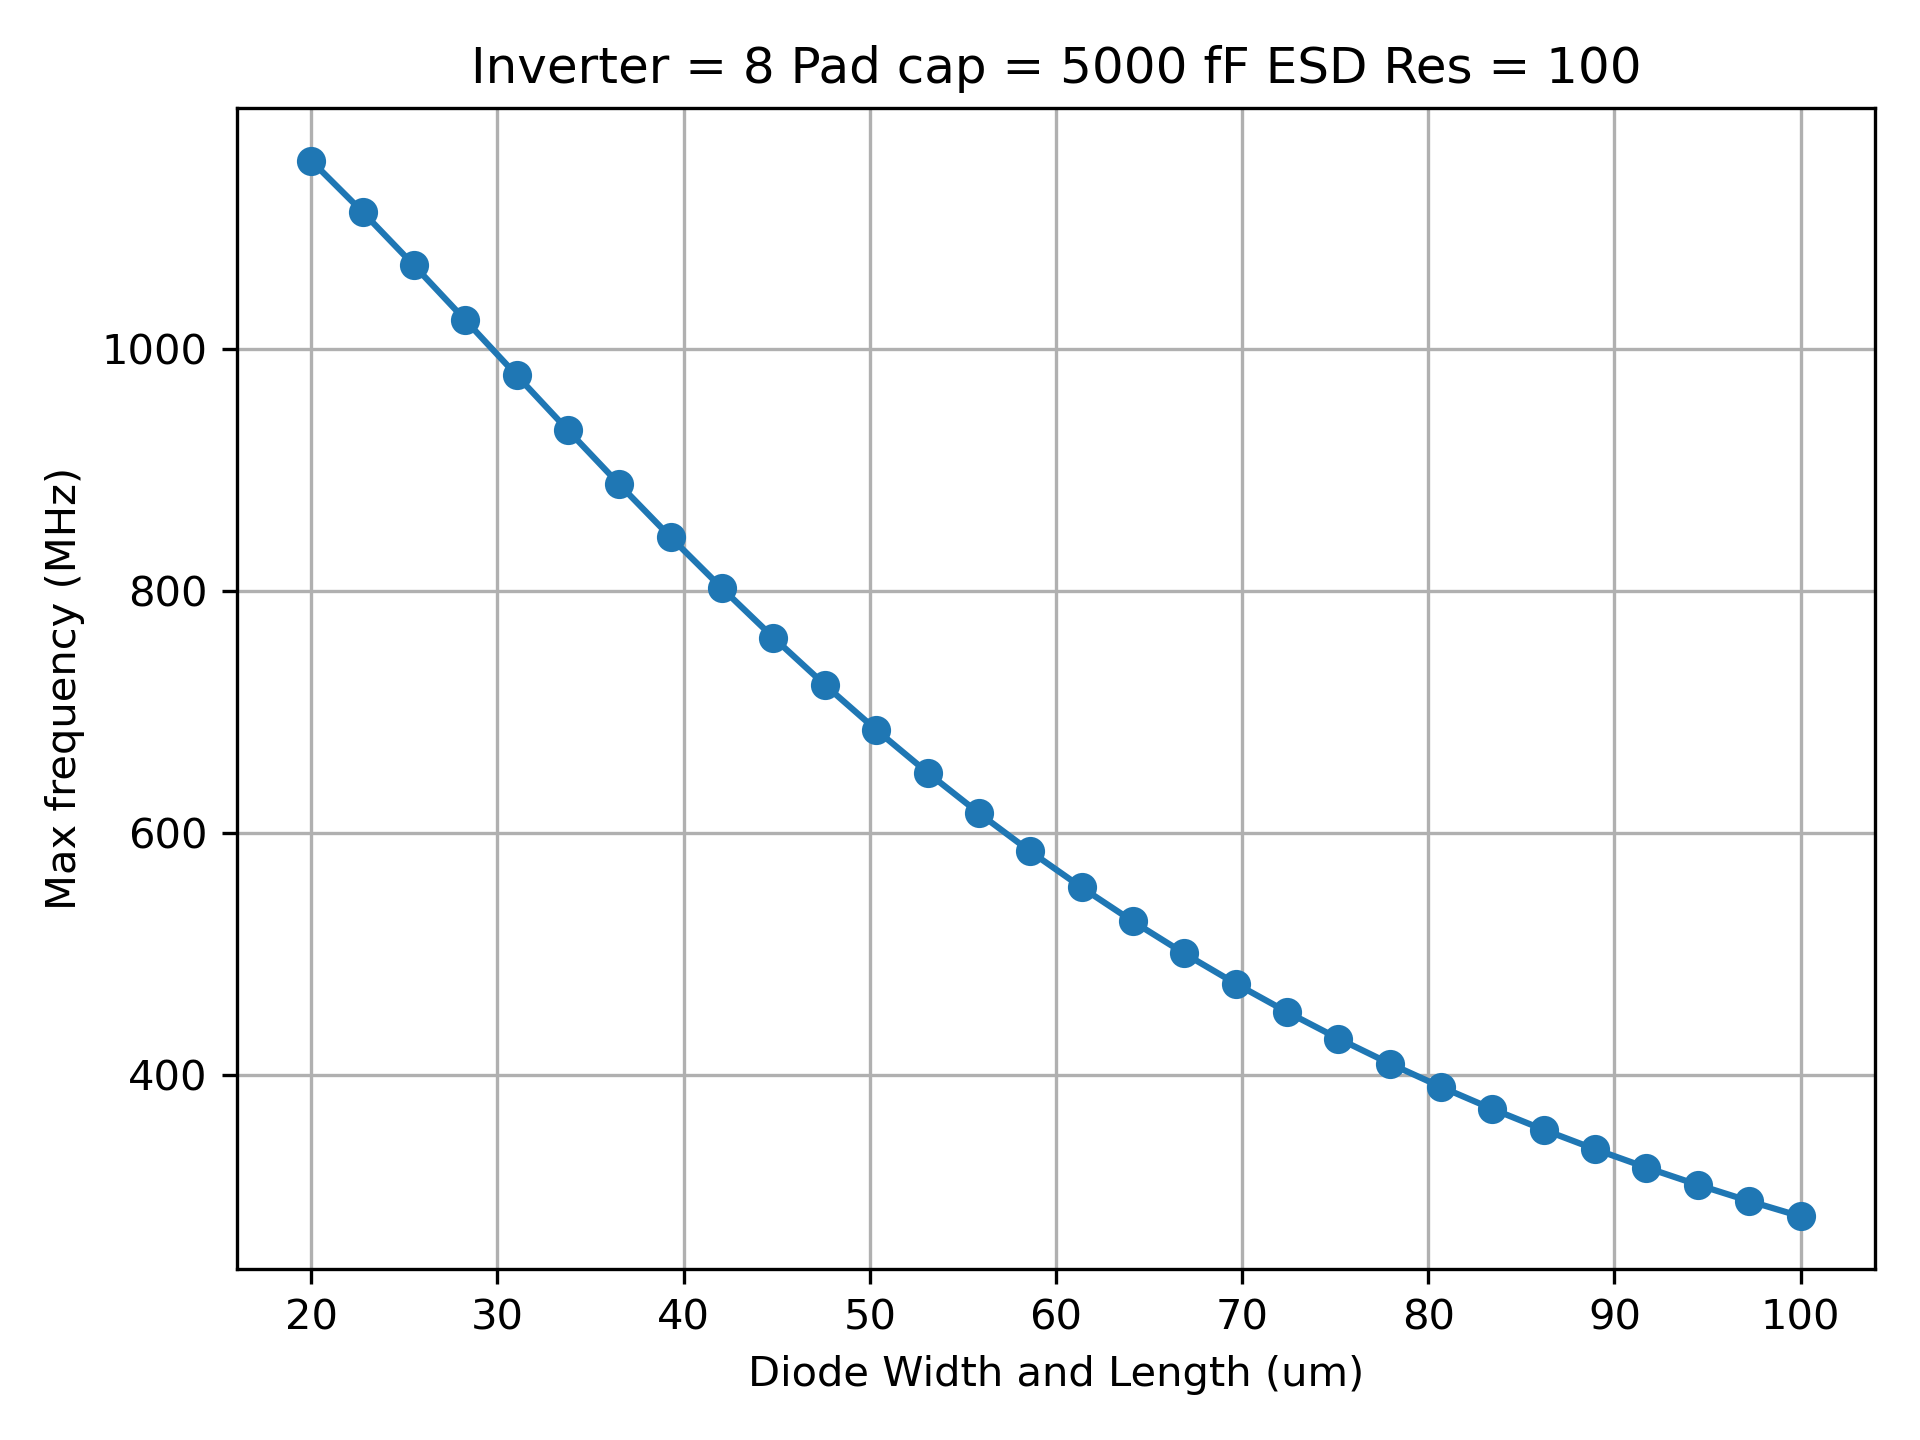 Inverter = 8 Pad cap = 5000 fF ESD Res = 100
Max frequency (MHz)
1000
800
600
400
20 30 40 50 60 70 80 90 100
Diode Width and Length (um)